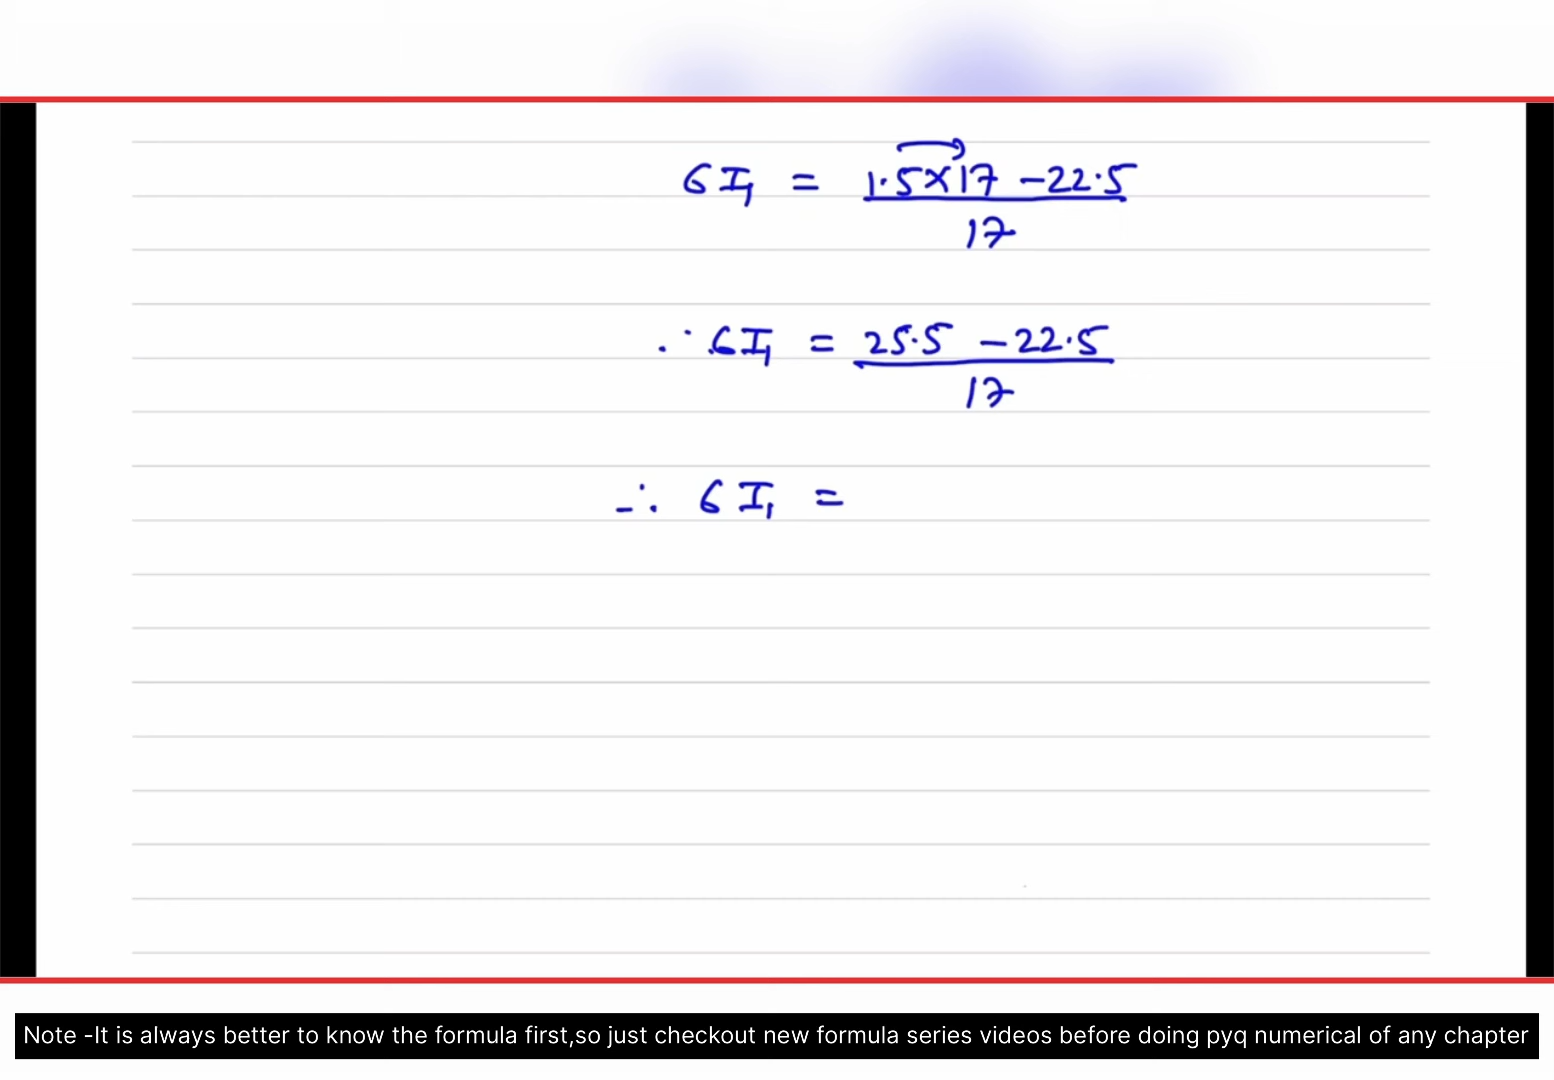 6I₁ = 1.5×17 -22.5
17
∴ 6I₁ = 25.5 -22.5
17
∴ 6I₁ =
Note -It is always better to know the formula first,so just checkout new formula series videos before doing pyq numerical of any chapter